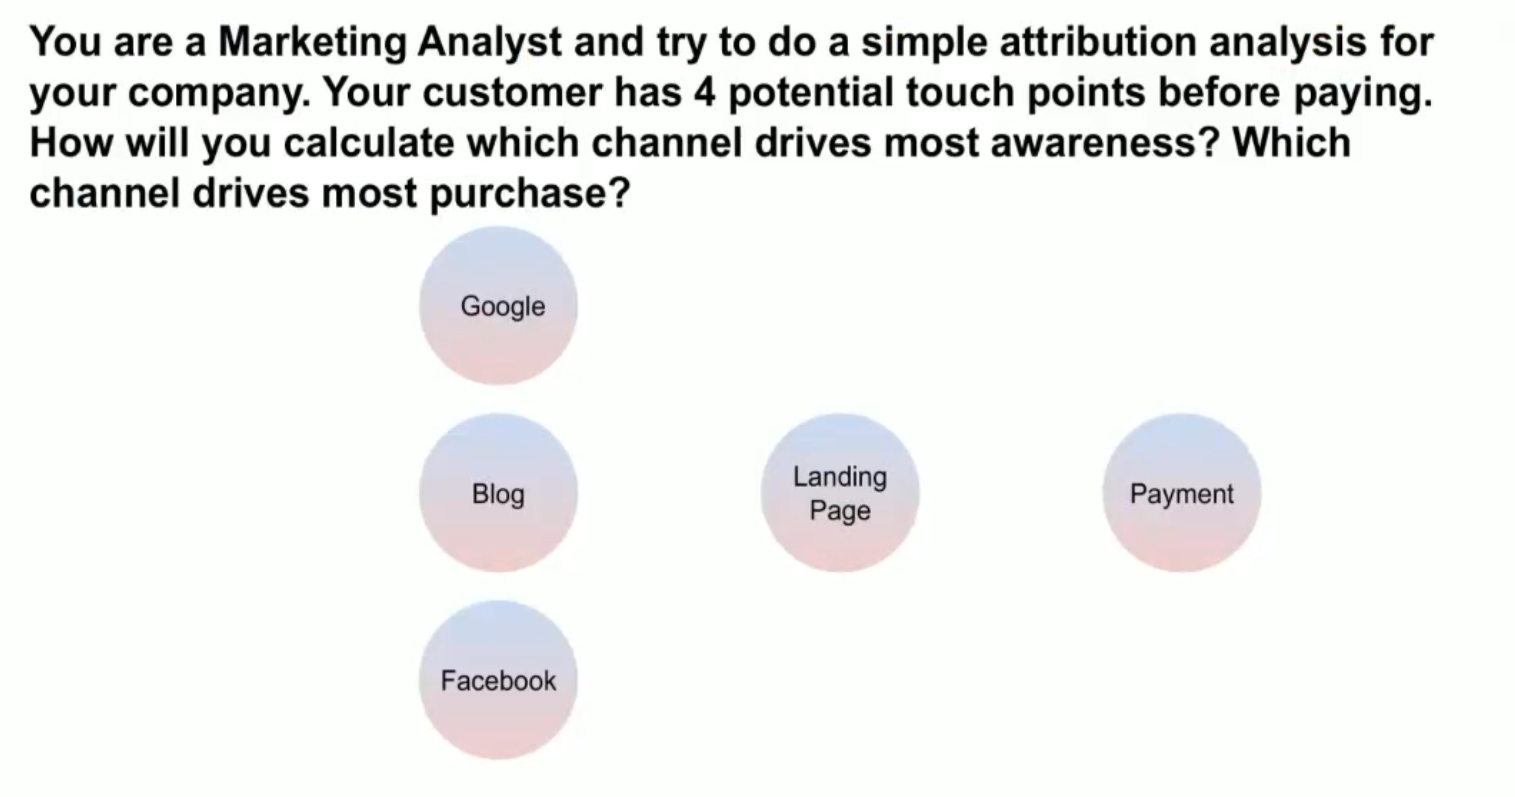 You are a Marketing Analyst and try to do a simple attribution analysis for
your company. Your customer has 4 potential touch points before paying.
How will you calculate which channel drives most awareness? Which
channel drives most purchase?
Google
Blog
Landing
Page
Payment
Facebook